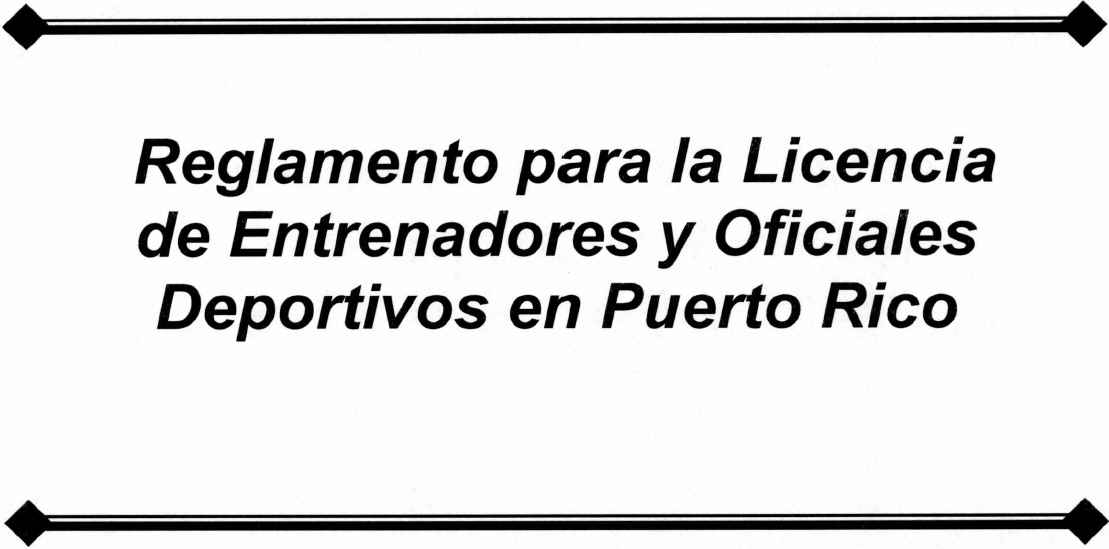 Reglamento para la Licencia
de Entrenadores y Oficiales
Deportivos en Puerto Rico